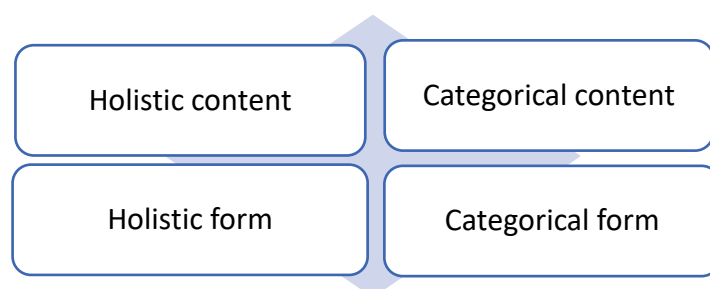 Holistic content
Categorical content
Holistic form
Categorical form